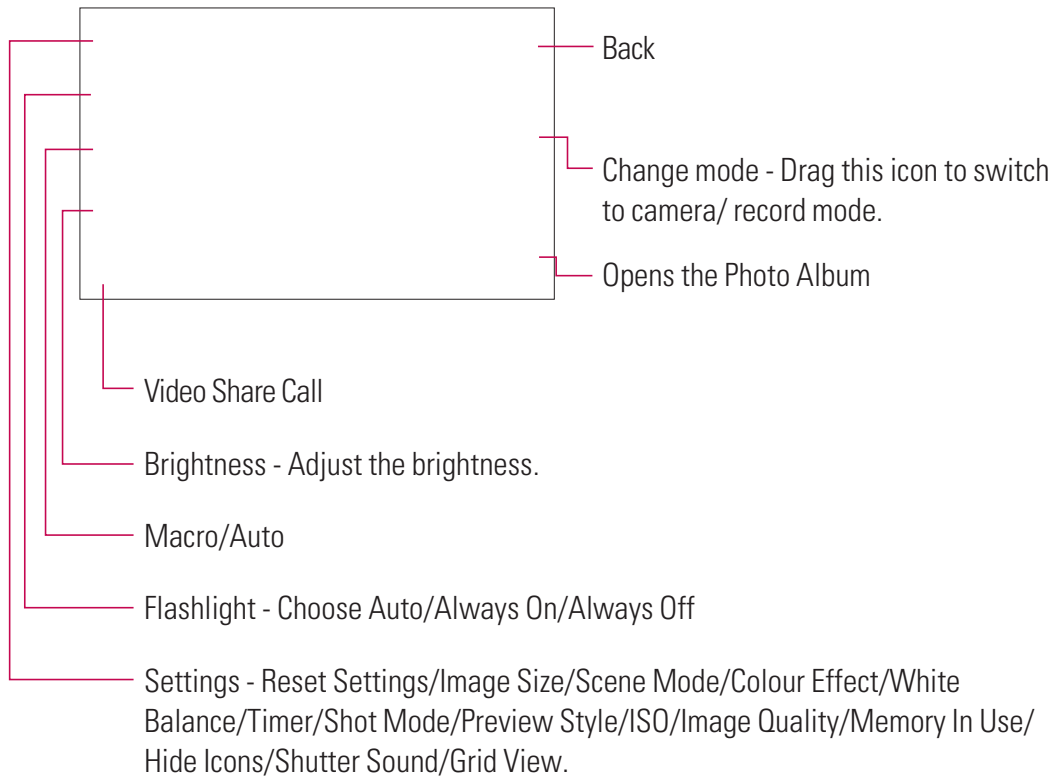 Back
Change mode - Drag this icon to switch
to camera/ record mode.
Opens the Photo Album
Video Share Call
Brightness - Adjust the brightness.
Macro/Auto
Flashlight - Choose Auto/Always On/Always Off
Settings - Reset Settings/Image Size/Scene Mode/Colour Effect/White
Balance/Timer/Shot Mode/Preview Style/ISO/Image Quality/Memory In Use/
Hide Icons/Shutter Sound/Grid View.